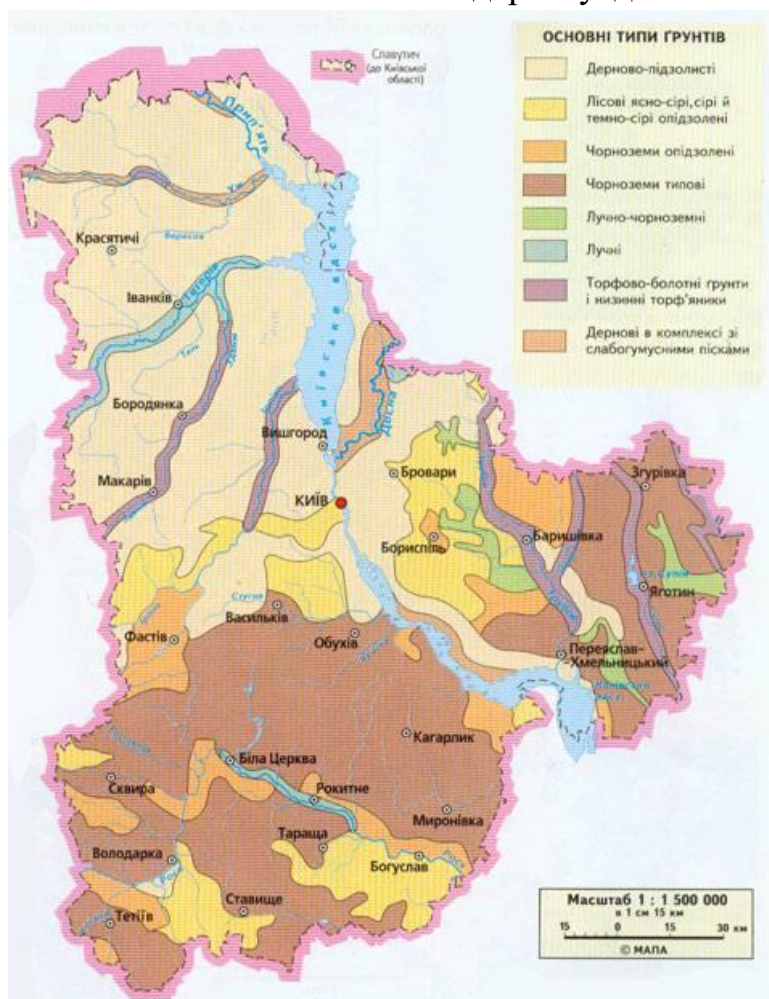 Славутич
(до Київської
області)
ОСНОВНІ ТИПИ ҐРУНТІВ
Дерново-підзолисті
Лісові ясно-сірі, сірі й
темно-сірі опідзолені
Чорноземи опідзолені
Чорноземи типові
Лучно-чорноземні
Лучні
Торфово-болотні ґрунти
і низинні торф'яники
Дернові в комплексі зі
слабогумусними пісками
Прип'ять
Уж
Красятичі
Іванків
Тетерів
Здвиж
Бородянка
Вишгород
Десна
Макарів
КИЇВ
Бровари
Згурівка
Бориспіль
Баришівка
Яготин
Стугна
Васильків
Фастів
Обухів
Переяслав-
-Хмельницький
Кагарлик
Біла Церква
Сквира
Рокитне
Миронівка
Тараща
Володарка
Богуслав
Рось
Рось
Ставище
Тетіїв
Масштаб 1 : 1 500 000
в 1 см 15 км
15 0 15 30 км
© МАПА